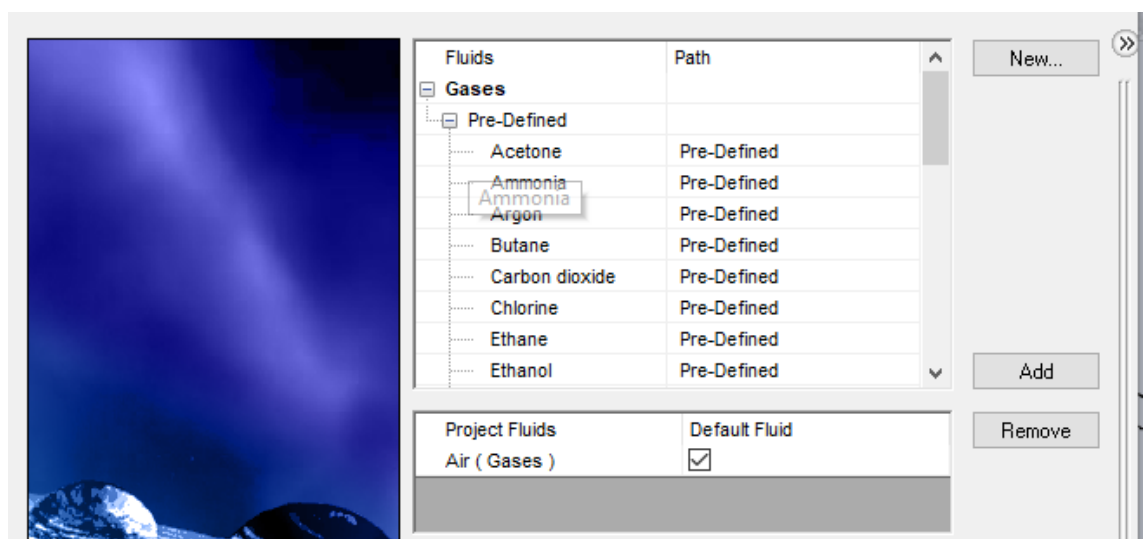 Fluids Path New...
Gases
Pre-Defined
Acetone Pre-Defined
Ammonia Pre-Defined
Ammonia
Argon Pre-Defined
Butane Pre-Defined
Carbon dioxide Pre-Defined
Chlorine Pre-Defined
Ethane Pre-Defined
Ethanol Pre-Defined Add
Project Fluids Default Fluid Remove
Air ( Gases )